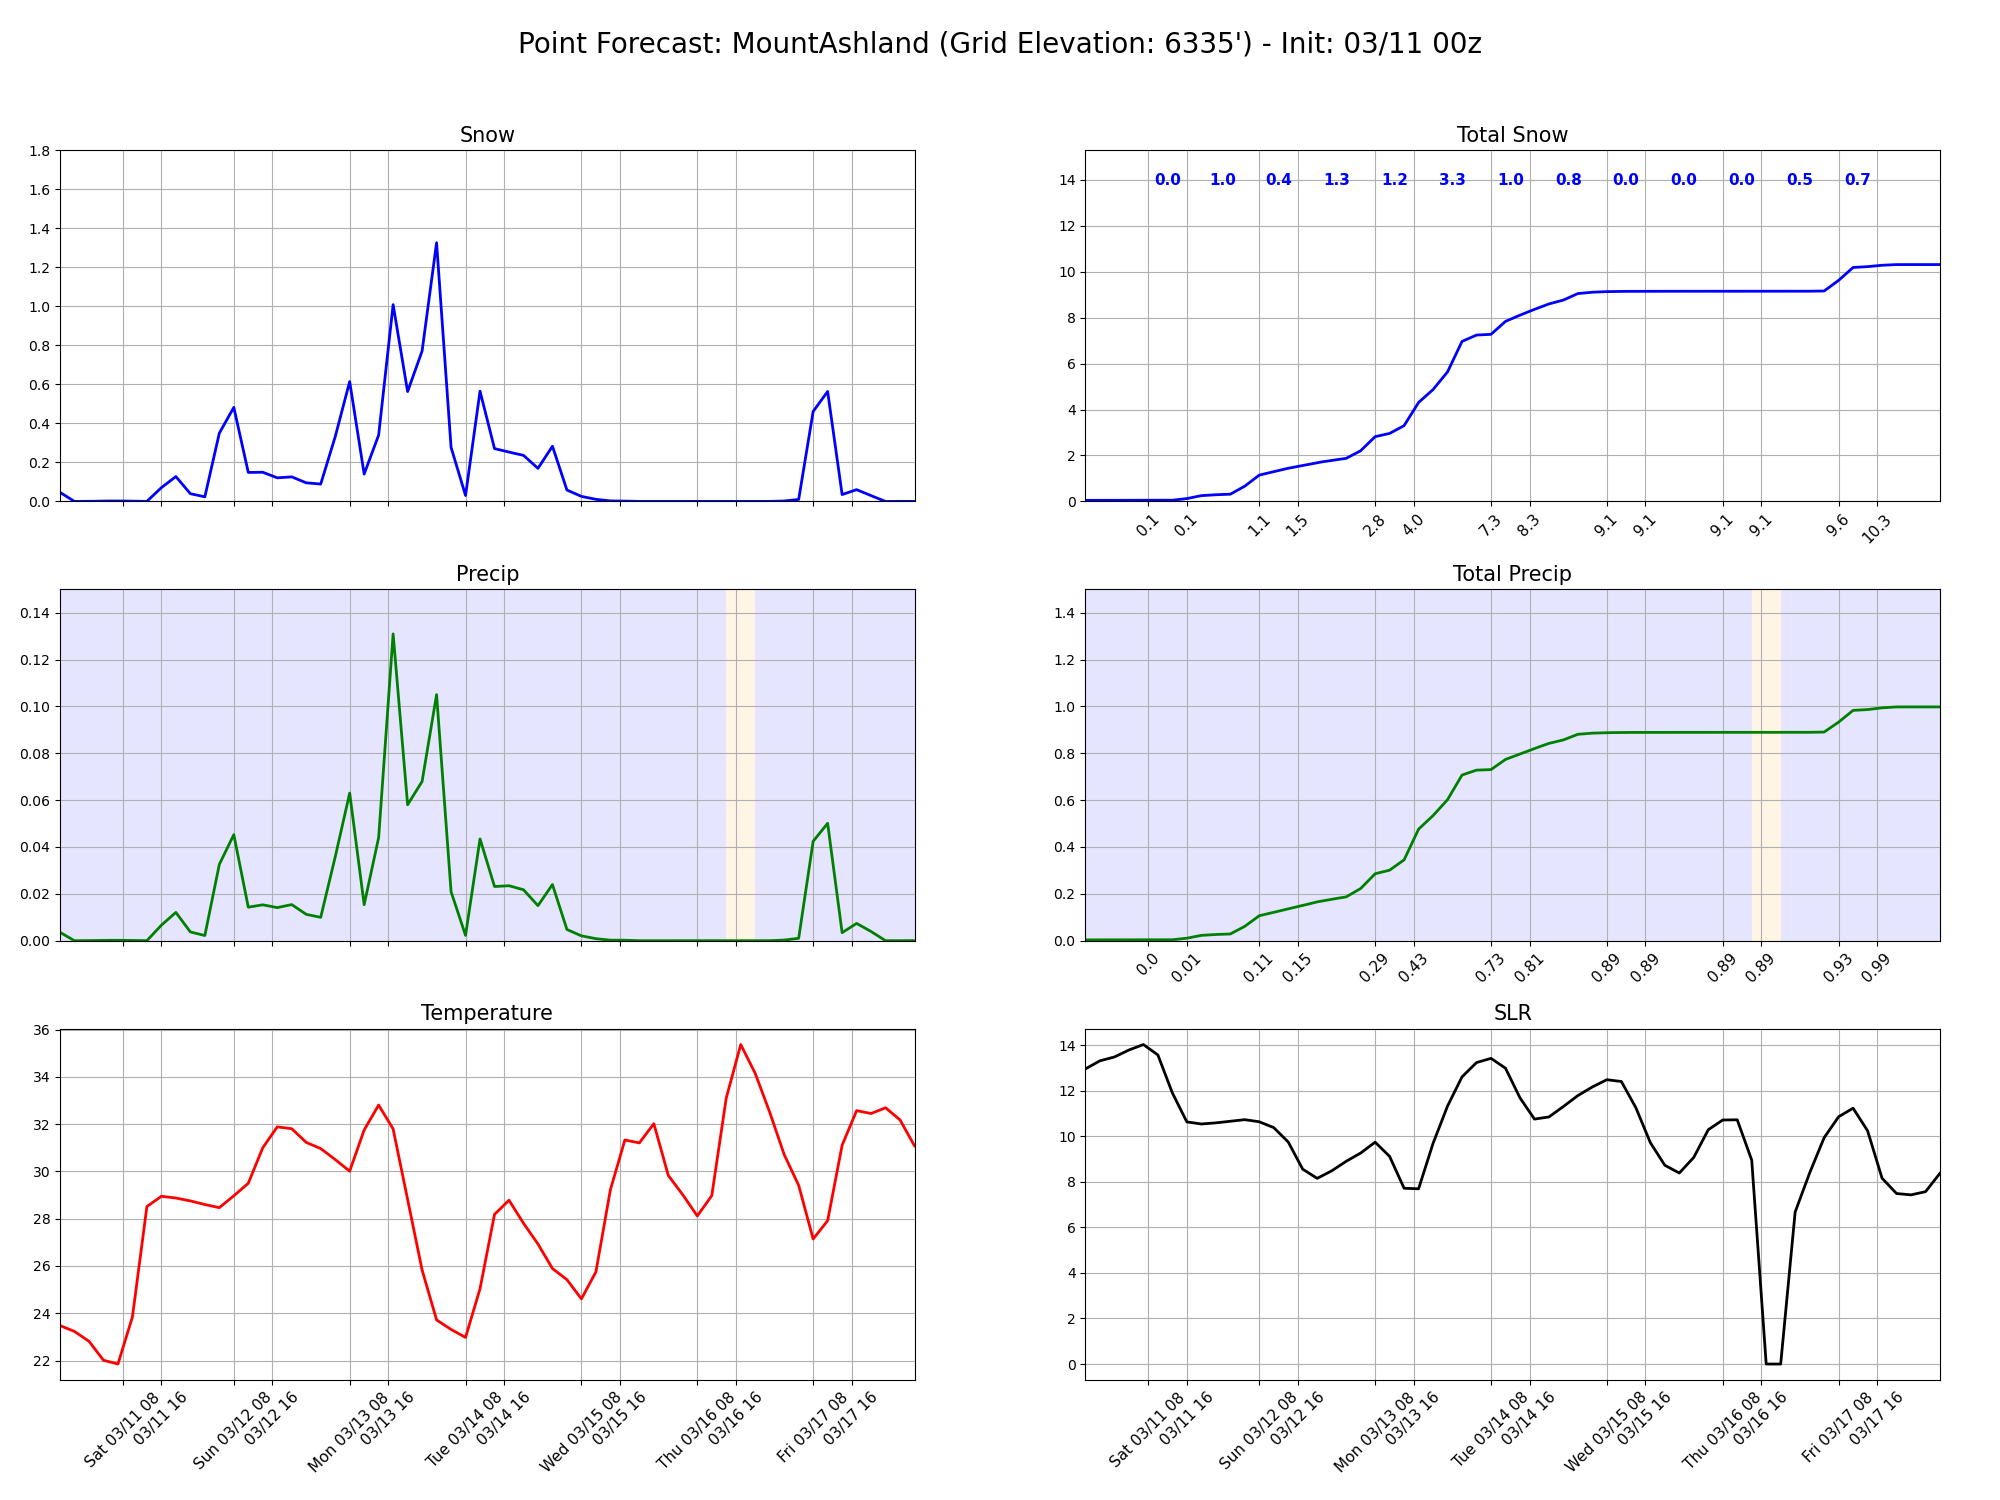 Point Forecast: MountAshland (Grid Elevation: 6335') - Init: 03/11 00z
Snow
1.8
1.6
1.4
1.2
1.0
0.8
0.6
0.4
0.2
0.0
Total Snow
0.0 1.0 0.4 1.3 1.2 3.3 1.0 0.8 0.0 0.0 0.0 0.5 0.7
14
12
10
8
6
4
2
0
0.1 0.1 1.1 1.5 2.8 4.0 7.3 8.3 9.1 9.1 9.1 9.1 9.6 10.3
Precip
0.14
0.12
0.10
0.08
0.06
0.04
0.02
0.00
Total Precip
1.4
1.2
1.0
0.8
0.6
0.4
0.2
0.0
0.0 0.01 0.11 0.15 0.29 0.43 0.73 0.81 0.89 0.89 0.89 0.89 0.93 0.99
Temperature
36
34
32
30
28
26
24
22
Sat 03/11 08
03/11 16
Sun 03/12 08
03/12 16
Mon 03/13 08
03/13 16
Tue 03/14 08
03/14 16
Wed 03/15 08
03/15 16
Thu 03/16 08
03/16 16
Fri 03/17 08
03/17 16
SLR
14
12
10
8
6
4
2
0
Sat 03/11 08
03/11 16
Sun 03/12 08
03/12 16
Mon 03/13 08
03/13 16
Tue 03/14 08
03/14 16
Wed 03/15 08
03/15 16
Thu 03/16 08
03/16 16
Fri 03/17 08
03/17 16